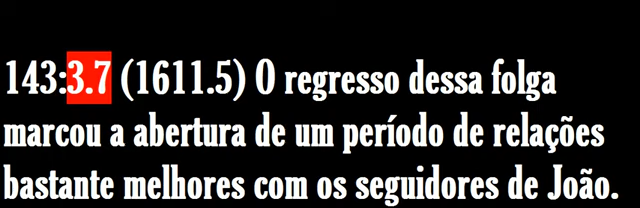 143:3.7 (1611.5) O regresso dessa folga
marcou a abertura de um período de relações
bastante melhores com os seguidores de João.